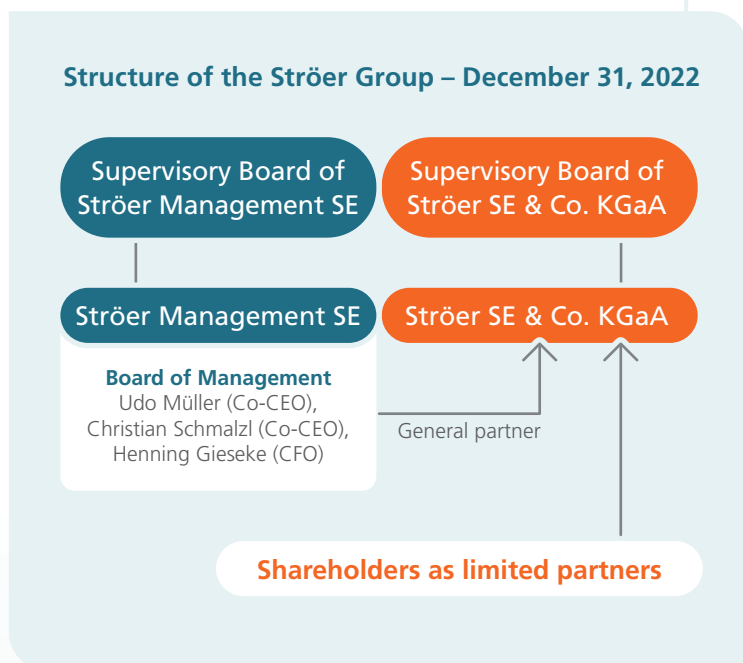 Structure of the Ströer Group – December 31, 2022
Supervisory Board of
Ströer Management SE
Supervisory Board of
Ströer SE & Co. KGaA
Ströer Management SE
Ströer SE & Co. KGaA
Board of Management
Udo Müller (Co-CEO),
Christian Schmalzl (Co-CEO),
Henning Gieseke (CFO)
General partner
Shareholders as limited partners